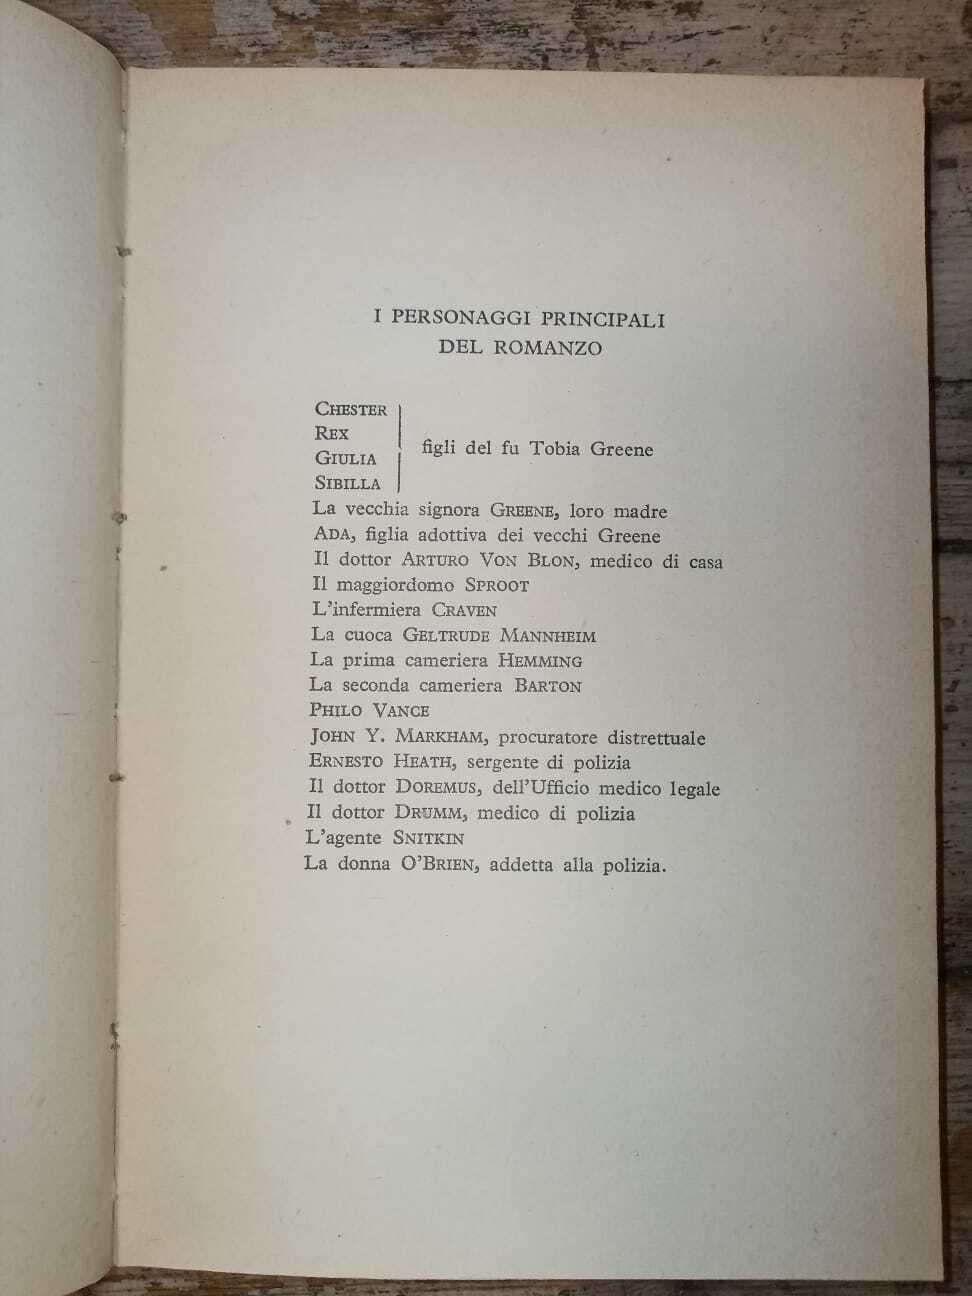 I PERSONAGGI PRINCIPALI
DEL ROMANZO
CHESTER
REX
GIULIA
SIBILLA
figli del fu Tobia Greene
La vecchia signora GREENE, loro madre
ADA, figlia adottiva dei vecchi Greene
Il dottor ARTURO VON BLON, medico di casa
Il maggiordomo SPROOT
L'infermiera CRAVEN
La cuoca GELTRUDE MANNHEIM
La prima cameriera HEMMING
La seconda cameriera BARTON
PHILO VANCE
JOHN Y. MARKHAM, procuratore distrettuale
ERNESTO HEATH, sergente di polizia
Il dottor DOREMUS, dell'Ufficio medico legale
Il dottor DRUMM, medico di polizia
L'agente SNITKIN
La donna O'BRIEN, addetta alla polizia.